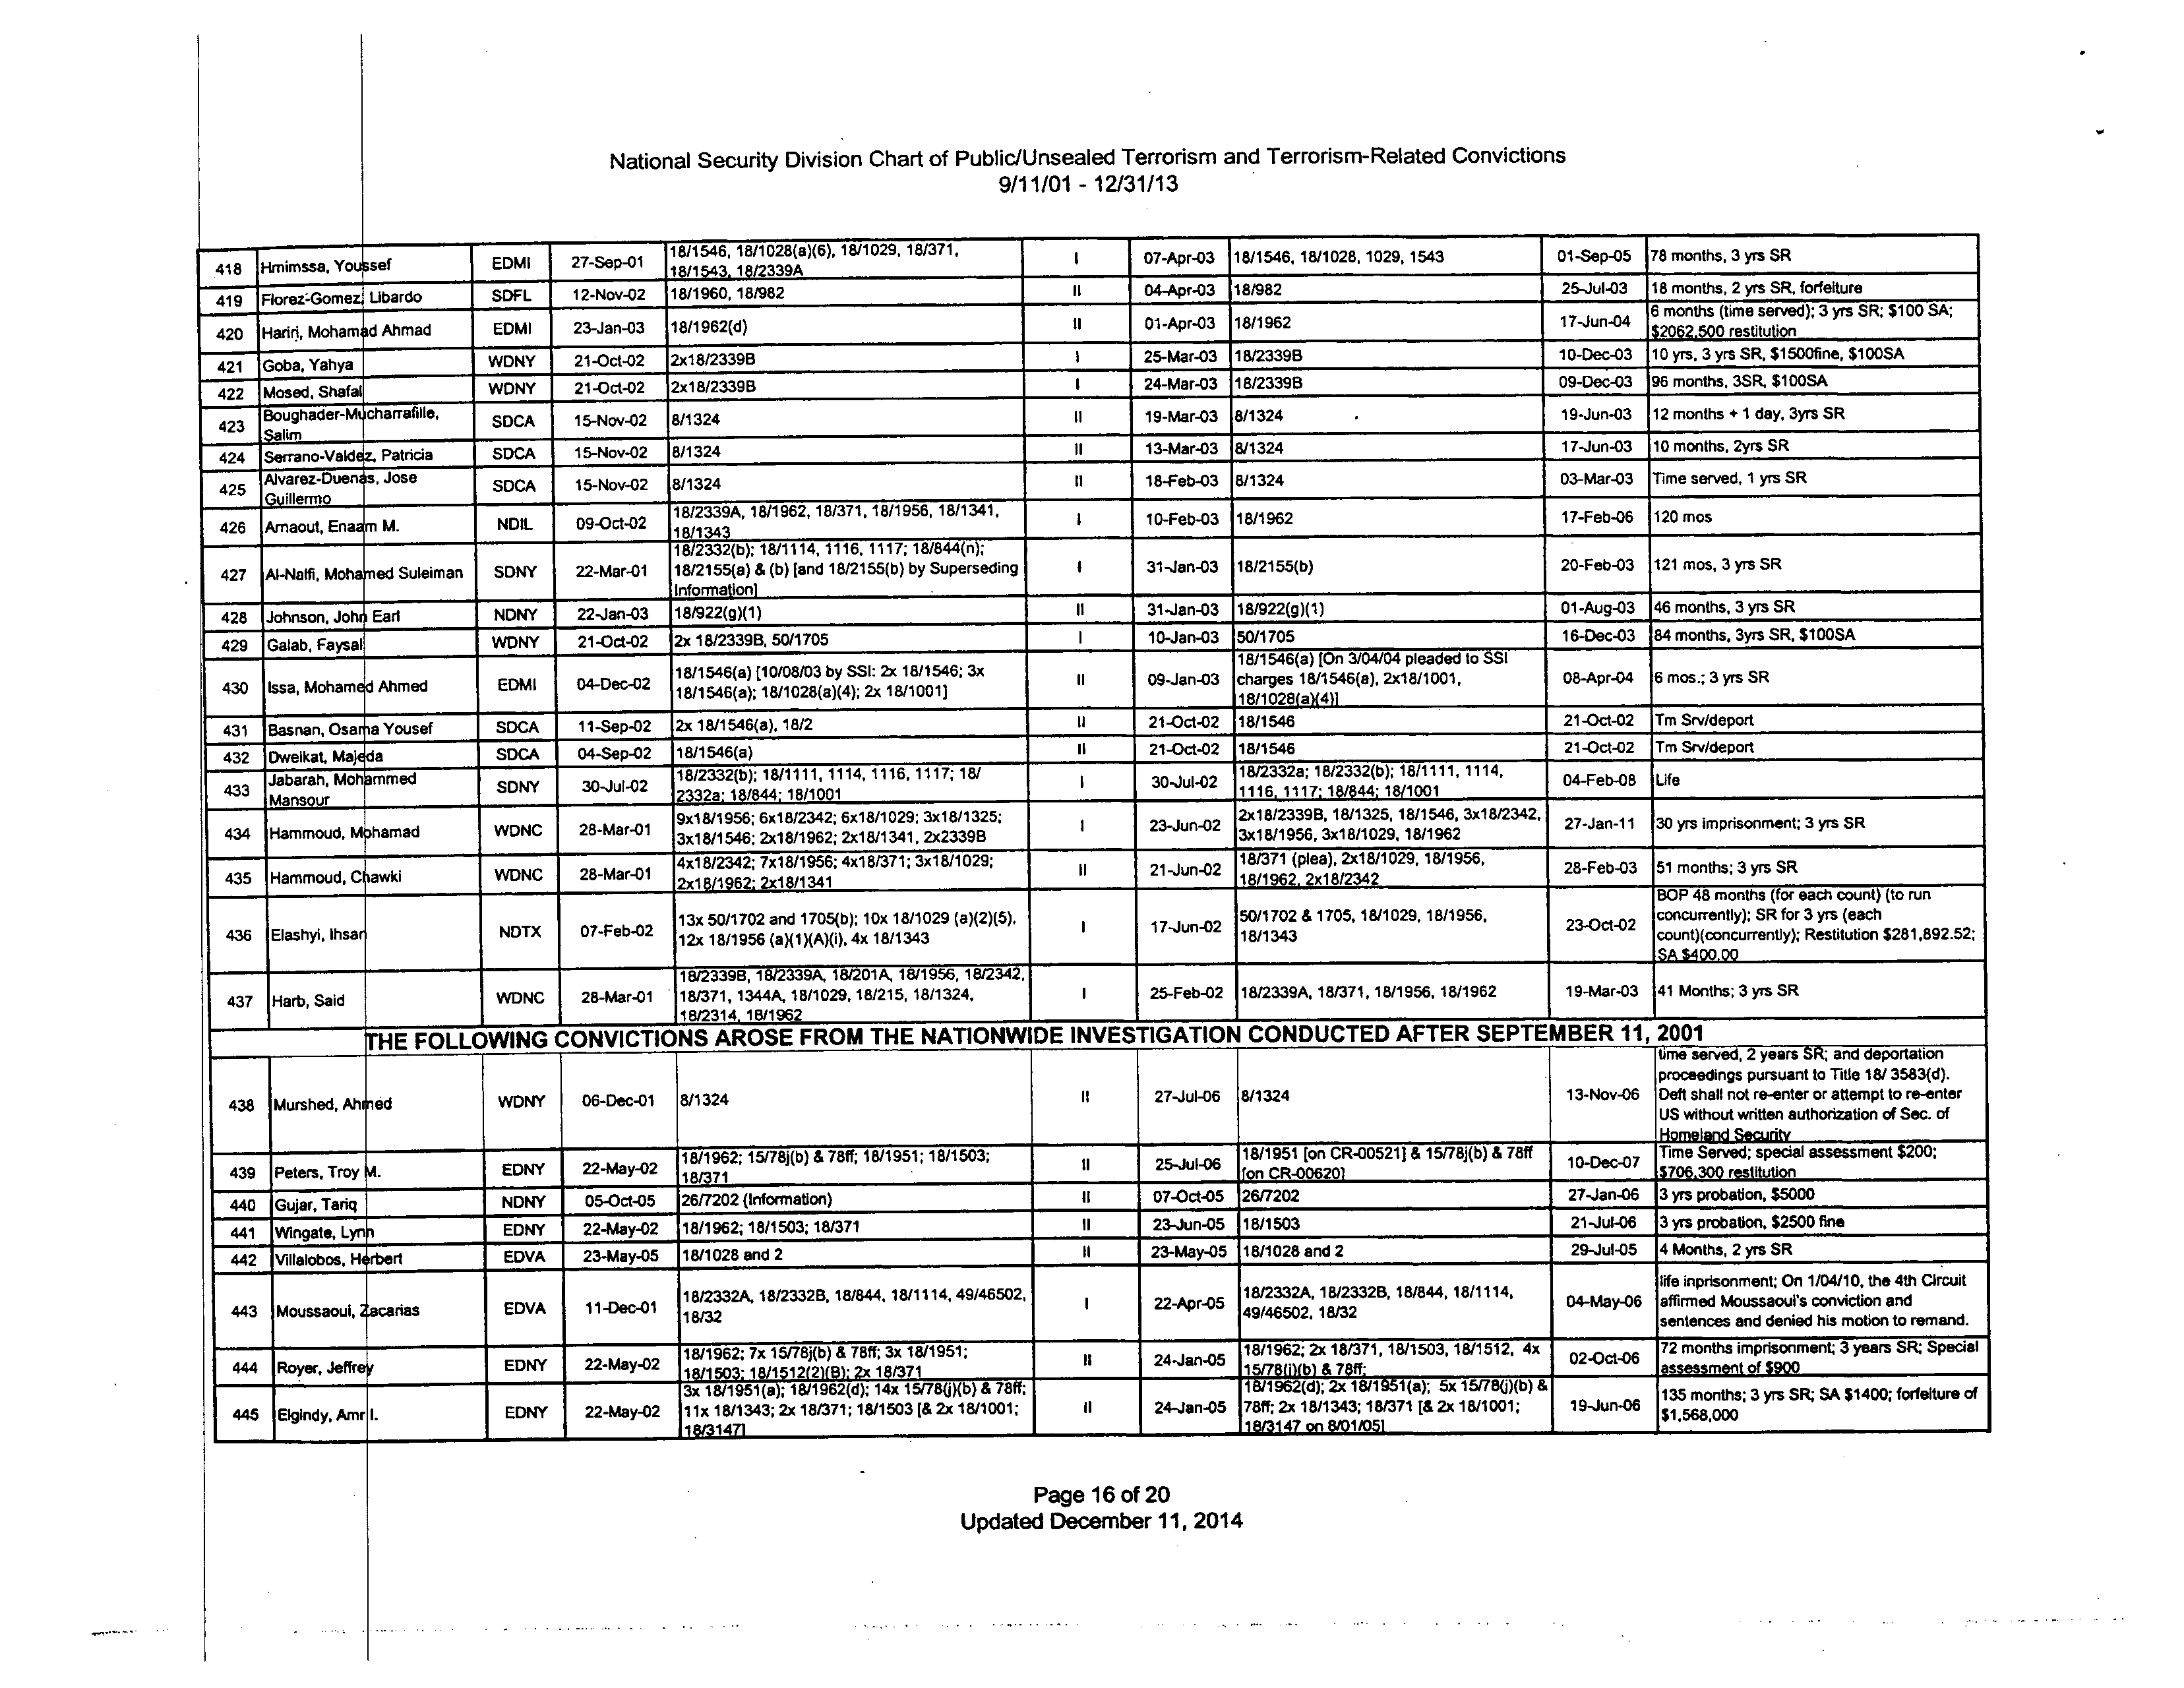 National Security Division Chart of Public/Unsealed Terrorism and Terrorism-Related Convictions
9/11/01 - 12/31/13
418 Hmimssa, Youssef EDMI 27-Sep-01 18/1546, 18/1028(a)(6), 18/1029, 18/371, 18/1543, 18/2339A I 07-Apr-03 18/1546, 18/1028, 1029, 1543 01-Sep-05 78 months, 3 yrs SR
419 Florez-Gomez, Libardo SDFL 12-Nov-02 18/1960, 18/982 II 04-Apr-03 18/982 25-Jul-03 18 months, 2 yrs SR, forfeiture
420 Hariri, Mohamad Ahmad EDMI 23-Jan-03 18/1962(d) II 01-Apr-03 18/1962 17-Jun-04 6 months (time served); 3 yrs SR; $100 SA; $2062,500 restitution
421 Goba, Yahya WDNY 21-Oct-02 2x18/2339B I 25-Mar-03 18/2339B 10-Dec-03 10 yrs, 3 yrs SR, $1500fine, $100SA
422 Mosed, Shafal WDNY 21-Oct-02 2x18/2339B I 24-Mar-03 18/2339B 09-Dec-03 96 months, 3SR, $100SA
423 Boughader-Mucharrafille, Salim SDCA 15-Nov-02 8/1324 II 19-Mar-03 8/1324 19-Jun-03 12 months + 1 day, 3yrs SR
424 Serrano-Valdez, Patricia SDCA 15-Nov-02 8/1324 II 13-Mar-03 8/1324 17-Jun-03 10 months, 2yrs SR
425 Alvarez-Duenas, Jose Guillermo SDCA 15-Nov-02 8/1324 II 18-Feb-03 8/1324 03-Mar-03 Time served, 1 yrs SR
426 Arnaout, Enaam M. NDIL 09-Oct-02 18/2339A, 18/1962, 18/371, 18/1956, 18/1341, 18/1343 I 10-Feb-03 18/1962 17-Feb-06 120 mos
427 Al-Nalfi, Mohamed Suleiman SDNY 22-Mar-01 18/2332(b); 18/1114, 1116, 1117; 18/844(n); 18/2155(a) & (b) [and 18/2155(b) by Superseding Information] I 31-Jan-03 18/2155(b) 20-Feb-03 121 mos, 3 yrs SR
428 Johnson, John Earl NDNY 22-Jan-03 18/922(g)(1) II 31-Jan-03 18/922(g)(1) 01-Aug-03 46 months, 3 yrs SR
429 Galab, Faysal WDNY 21-Oct-02 2x 18/2339B, 50/1705 I 10-Jan-03 50/1705 16-Dec-03 84 months, 3yrs SR, $100SA
430 Issa, Mohamed Ahmed EDMI 04-Dec-02 18/1546(a) [10/08/03 by SSI: 2x 18/1546; 3x 18/1546(a); 18/1028(a)(4); 2x 18/1001] II 09-Jan-03 18/1546(a) [On 3/04/04 pleaded to SSI charges 18/1546(a), 2x18/1001, 18/1028(a)(4)] 08-Apr-04 6 mos.; 3 yrs SR
431 Basnan, Osama Yousef SDCA 11-Sep-02 2x 18/1546(a), 18/2 II 21-Oct-02 18/1546 21-Oct-02 Tm Srv/deport
432 Dweikat, Majeda SDCA 04-Sep-02 18/1546(a) II 21-Oct-02 18/1546 21-Oct-02 Tm Srv/deport
433 Jabarah, Mohammed Mansour SDNY 30-Jul-02 18/2332(b); 18/1111, 1114, 1116, 1117; 18/ 2332a; 18/844; 18/1001 I 30-Jul-02 18/2332a; 18/2332(b); 18/1111, 1114, 1116, 1117; 18/844; 18/1001 04-Feb-08 Life
434 Hammoud, Mohamad WDNC 28-Mar-01 9x18/1956; 6x18/2342; 6x18/1029; 3x18/1325; 3x18/1546; 2x18/1962; 2x18/1341, 2x2339B I 23-Jun-02 2x18/2339B, 18/1325, 18/1546, 3x18/2342, 3x18/1956, 3x18/1029, 18/1962 27-Jan-11 30 yrs imprisonment; 3 yrs SR
435 Hammoud, Chawki WDNC 28-Mar-01 4x18/2342; 7x18/1956; 4x18/371; 3x18/1029; 2x18/1962; 2x18/1341 II 21-Jun-02 18/371 (plea), 2x18/1029, 18/1956, 18/1962, 2x18/2342 28-Feb-03 51 months; 3 yrs SR
436 Elashyi, Ihsan NDTX 07-Feb-02 13x 50/1702 and 1705(b); 10x 18/1029 (a)(2)(5), 12x 18/1956 (a)(1)(A)(i), 4x 18/1343 I 17-Jun-02 50/1702 & 1705, 18/1029, 18/1956, 18/1343 23-Oct-02 BOP 48 months (for each count) (to run concurrently); SR for 3 yrs (each count)(concurrently); Restitution $281,892.52; SA $400.00
437 Harb, Said WDNC 28-Mar-01 18/2339B, 18/2339A, 18/201A, 18/1956, 18/2342, 18/371, 1344A, 18/1029, 18/215, 18/1324, 18/2314, 18/1962 I 25-Feb-02 18/2339A, 18/371, 18/1956, 18/1962 19-Mar-03 41 Months; 3 yrs SR
THE FOLLOWING CONVICTIONS AROSE FROM THE NATIONWIDE INVESTIGATION CONDUCTED AFTER SEPTEMBER 11, 2001
438 Murshed, Ahmed WDNY 06-Dec-01 8/1324 II 27-Jul-06 8/1324 13-Nov-06 time served, 2 years SR; and deportation proceedings pursuant to Title 18/ 3583(d). Deft shall not re-enter or attempt to re-enter US without written authorization of Sec. of Homeland Security
439 Peters, Troy M. EDNY 22-May-02 18/1962; 15/78j(b) & 78ff; 18/1951; 18/1503; 18/371 II 25-Jul-06 18/1951 [on CR-00521] & 15/78j(b) & 78ff [on CR-00620] 10-Dec-07 Time Served; special assessment $200; $706,300 restitution
440 Gujar, Tariq NDNY 05-Oct-05 26/7202 (Information) II 07-Oct-05 26/7202 27-Jan-06 3 yrs probation, $5000
441 Wingate, Lynn EDNY 22-May-02 18/1962; 18/1503; 18/371 II 23-Jun-05 18/1503 21-Jul-06 3 yrs probation, $2500 fine
442 Villalobos, Herbert EDVA 23-May-05 18/1028 and 2 II 23-May-05 18/1028 and 2 29-Jul-05 4 Months, 2 yrs SR
443 Moussaoui, Zacarias EDVA 11-Dec-01 18/2332A, 18/2332B, 18/844, 18/1114, 49/46502, 18/32 I 22-Apr-05 18/2332A, 18/2332B, 18/844, 18/1114, 49/46502, 18/32 04-May-06 life inprisonment; On 1/04/10, the 4th Circuit affirmed Moussaoui's conviction and sentences and denied his motion to remand.
444 Royer, Jeffrey EDNY 22-May-02 18/1962; 7x 15/78j(b) & 78ff; 3x 18/1951; 18/1503; 18/1512(2)(B); 2x 18/371 II 24-Jan-05 18/1962; 2x 18/371, 18/1503, 18/1512, 4x 15/78(j)(b) & 78ff; 02-Oct-06 72 months imprisonment; 3 years SR; Special assessment of $900
445 Elgindy, Amr I. EDNY 22-May-02 3x 18/1951(a); 18/1962(d); 14x 15/78(j)(b) & 78ff; 11x 18/1343; 2x 18/371; 18/1503 [& 2x 18/1001; 18/3147] II 24-Jan-05 18/1962(d); 2x 18/1951(a); 5x 15/78(j)(b) & 78ff; 2x 18/1343; 18/371 [& 2x 18/1001; 18/3147 on 8/01/05] 19-Jun-06 135 months; 3 yrs SR; SA $1400; forfeiture of $1,568,000
Page 16 of 20
Updated December 11, 2014